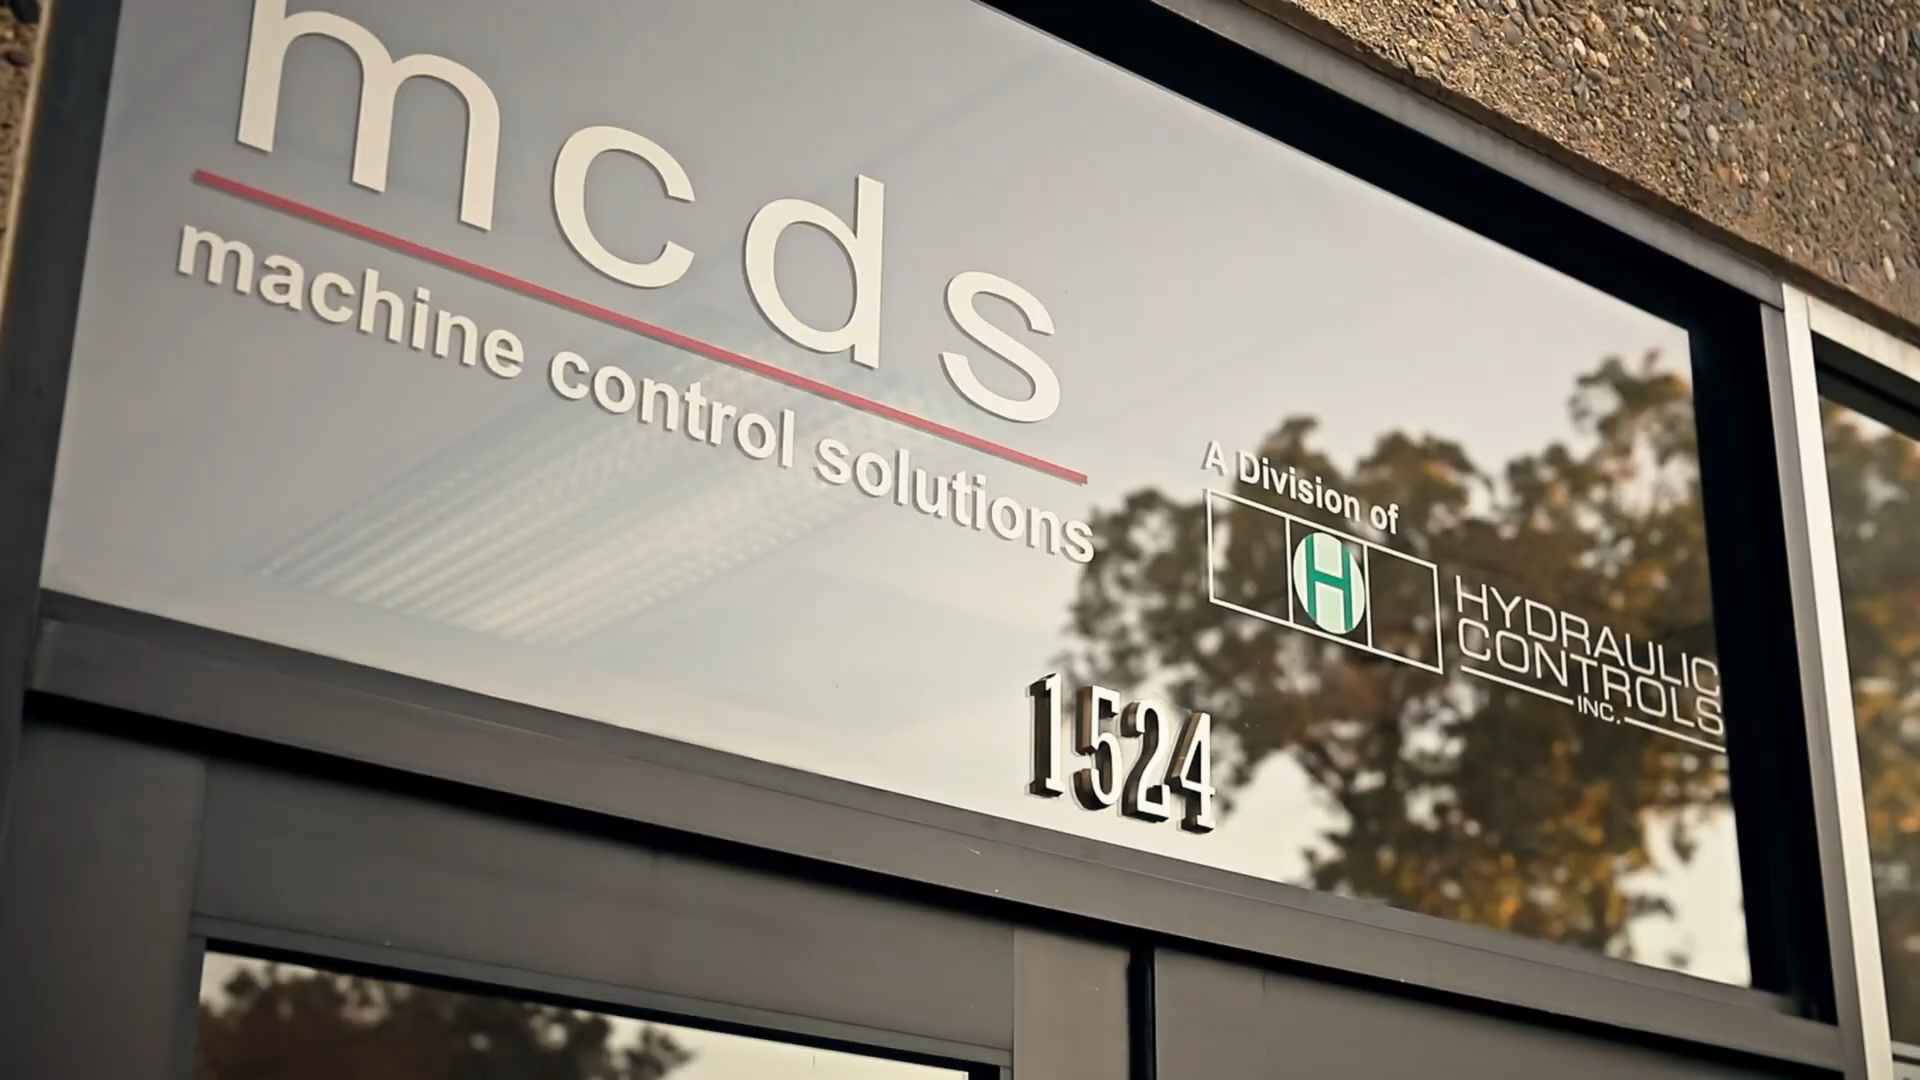 mcds
machine control solutions
A Division of
H
HYDRAULIC
CONTROLS
INC.
1524